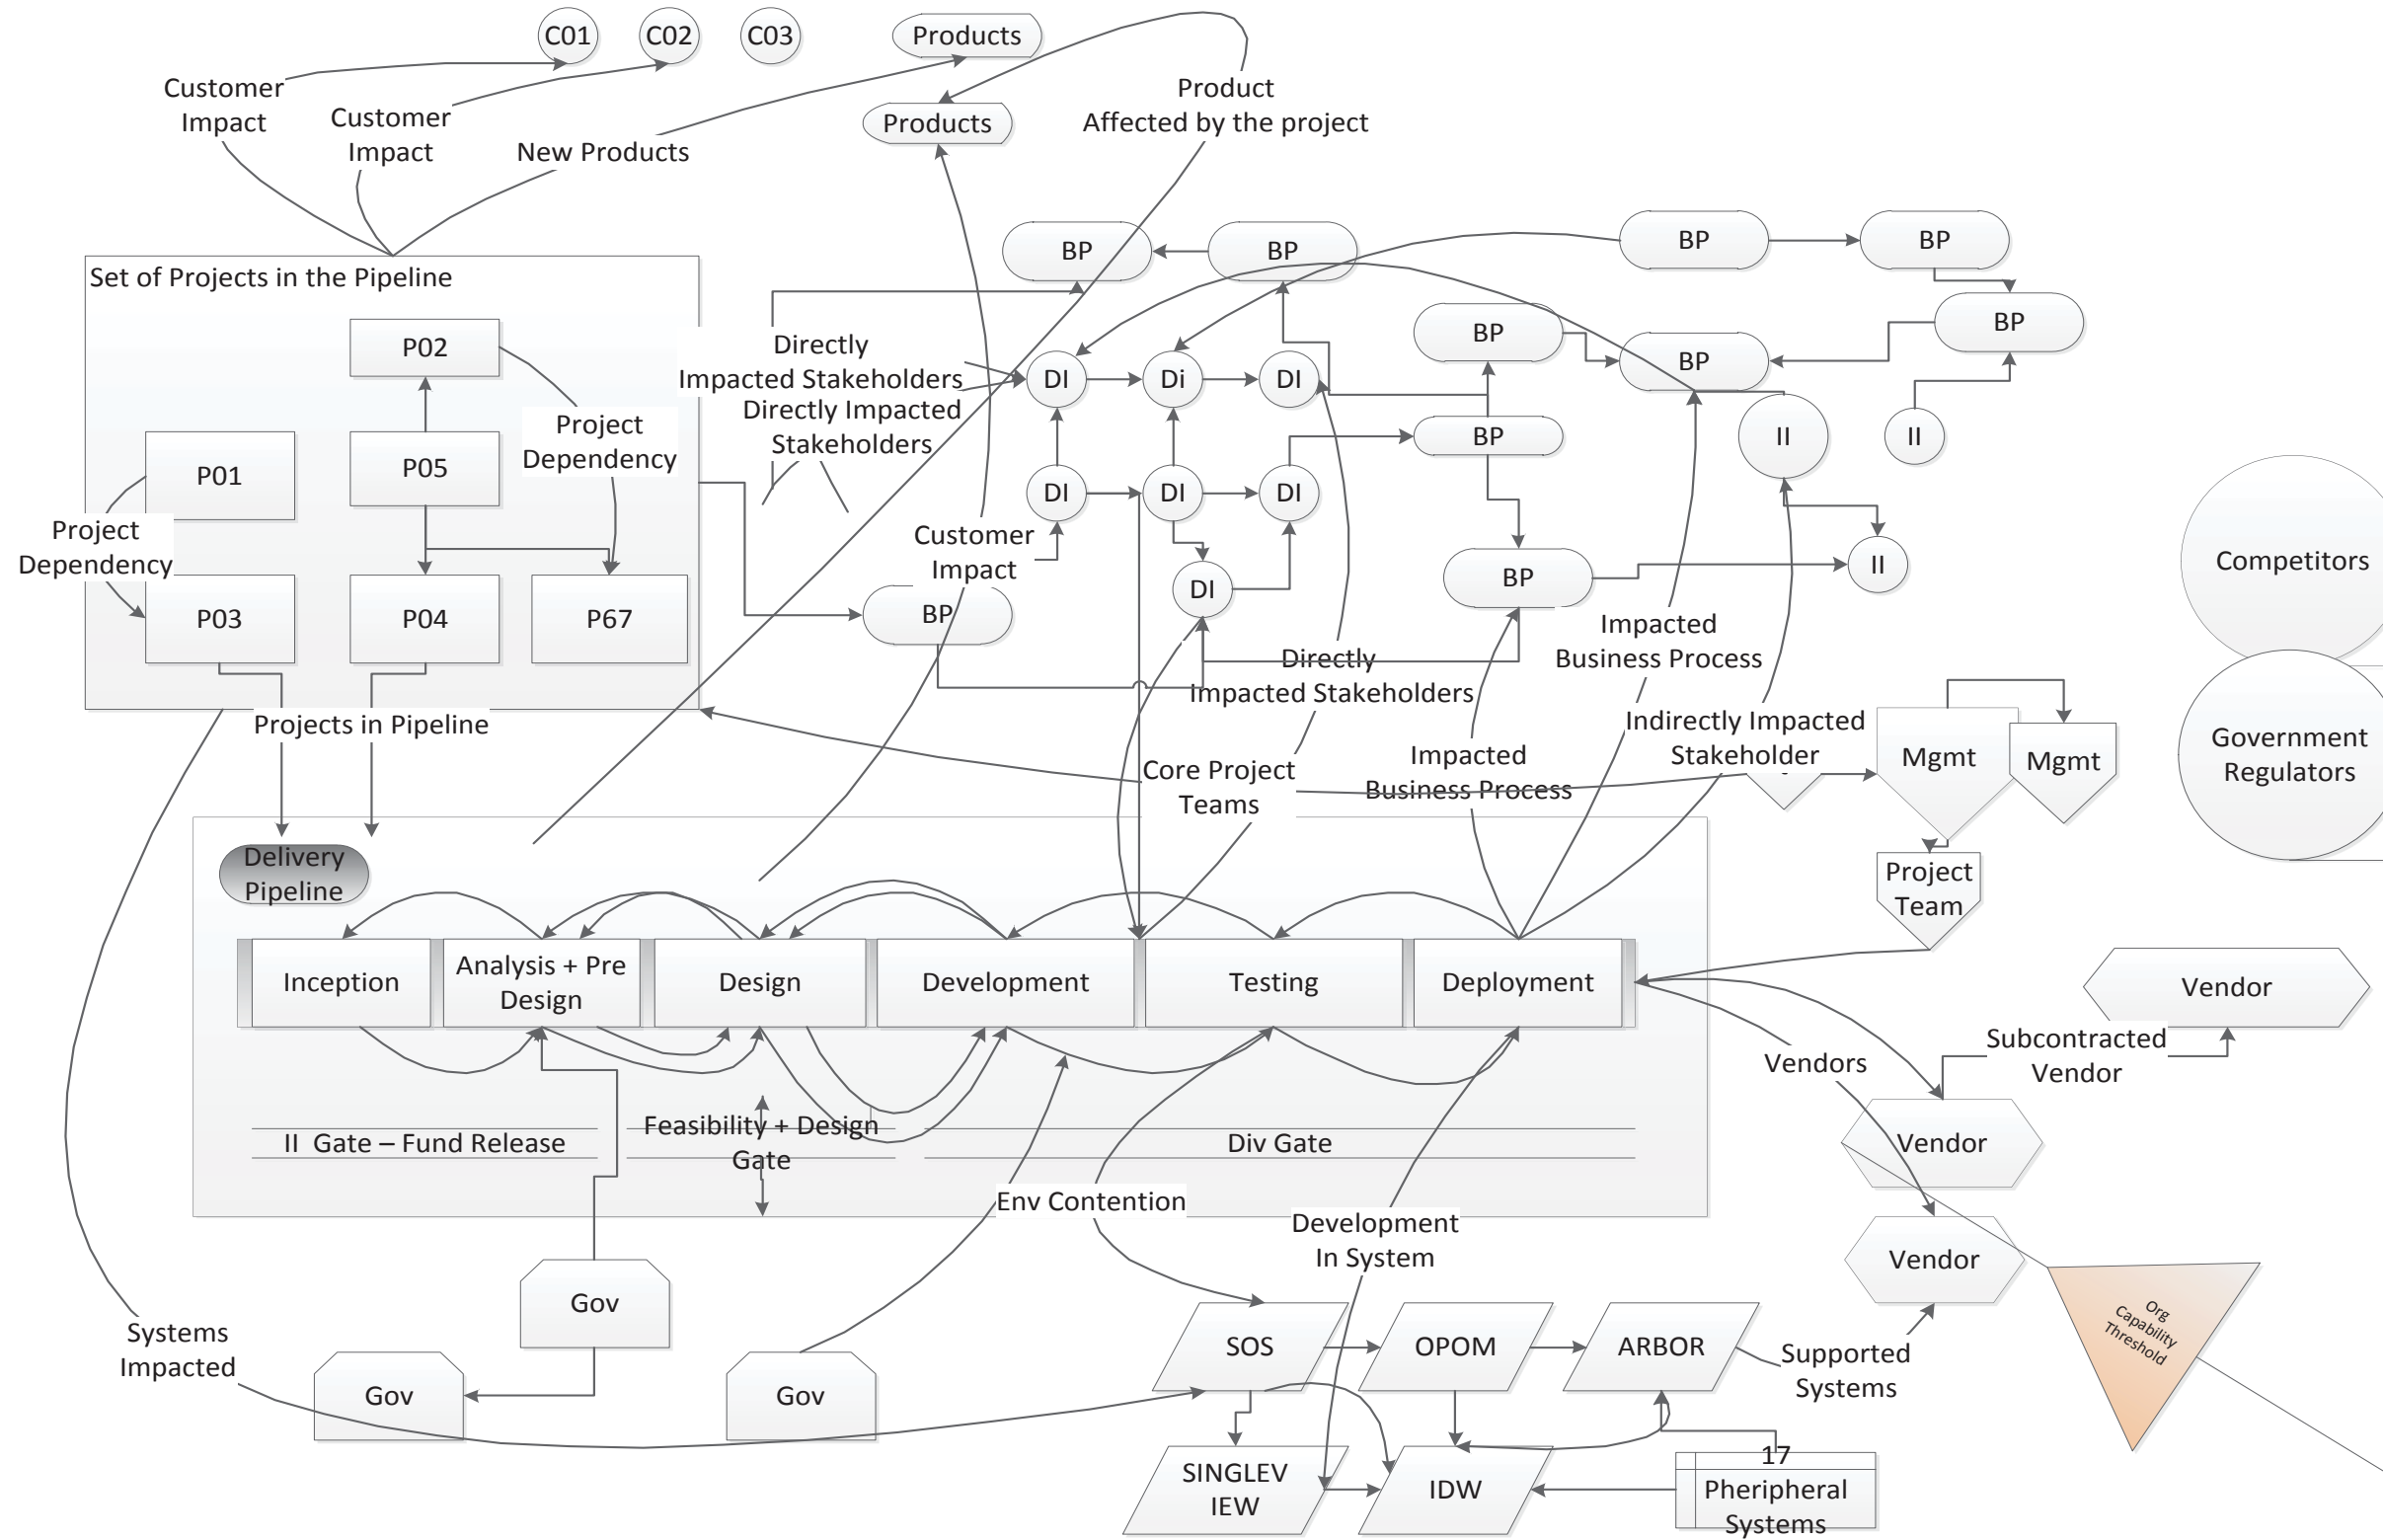 C01
C02
C03
Products
Customer
Impact
Customer
Impact
New Products
Products
Product
Affected by the project
Set of Projects in the Pipeline
BP
BP
BP
BP
P02
BP
BP
BP
Directly
Impacted Stakeholders
DI
Di
DI
Directly Impacted
Stakeholders
P01
P05
Project
Dependency
BP
II
II
DI
DI
DI
Project
Dependency
Customer
Impact
Competitors
P03
P04
P67
BP
DI
BP
II
Impacted
Business Process
Directly
Impacted Stakeholders
Projects in Pipeline
Indirectly Impacted
Stakeholder
Mgmt
Mgmt
Government
Regulators
Core Project
Teams
Impacted
Business Process
Delivery
Pipeline
Project
Team
Inception
Analysis + Pre
Design
Design
Development
Testing
Deployment
Vendor
Subcontracted
Vendor
Vendors
II Gate – Fund Release
Feasibility + Design
Gate
Div Gate
Vendor
Env Contention
Development
In System
Vendor
Gov
Systems
Impacted
Gov
Gov
SOS
OPOM
ARBOR
Supported
Systems
Org
Capability
Threshold
SINGLEV
IEW
IDW
17
Pheripheral
Systems